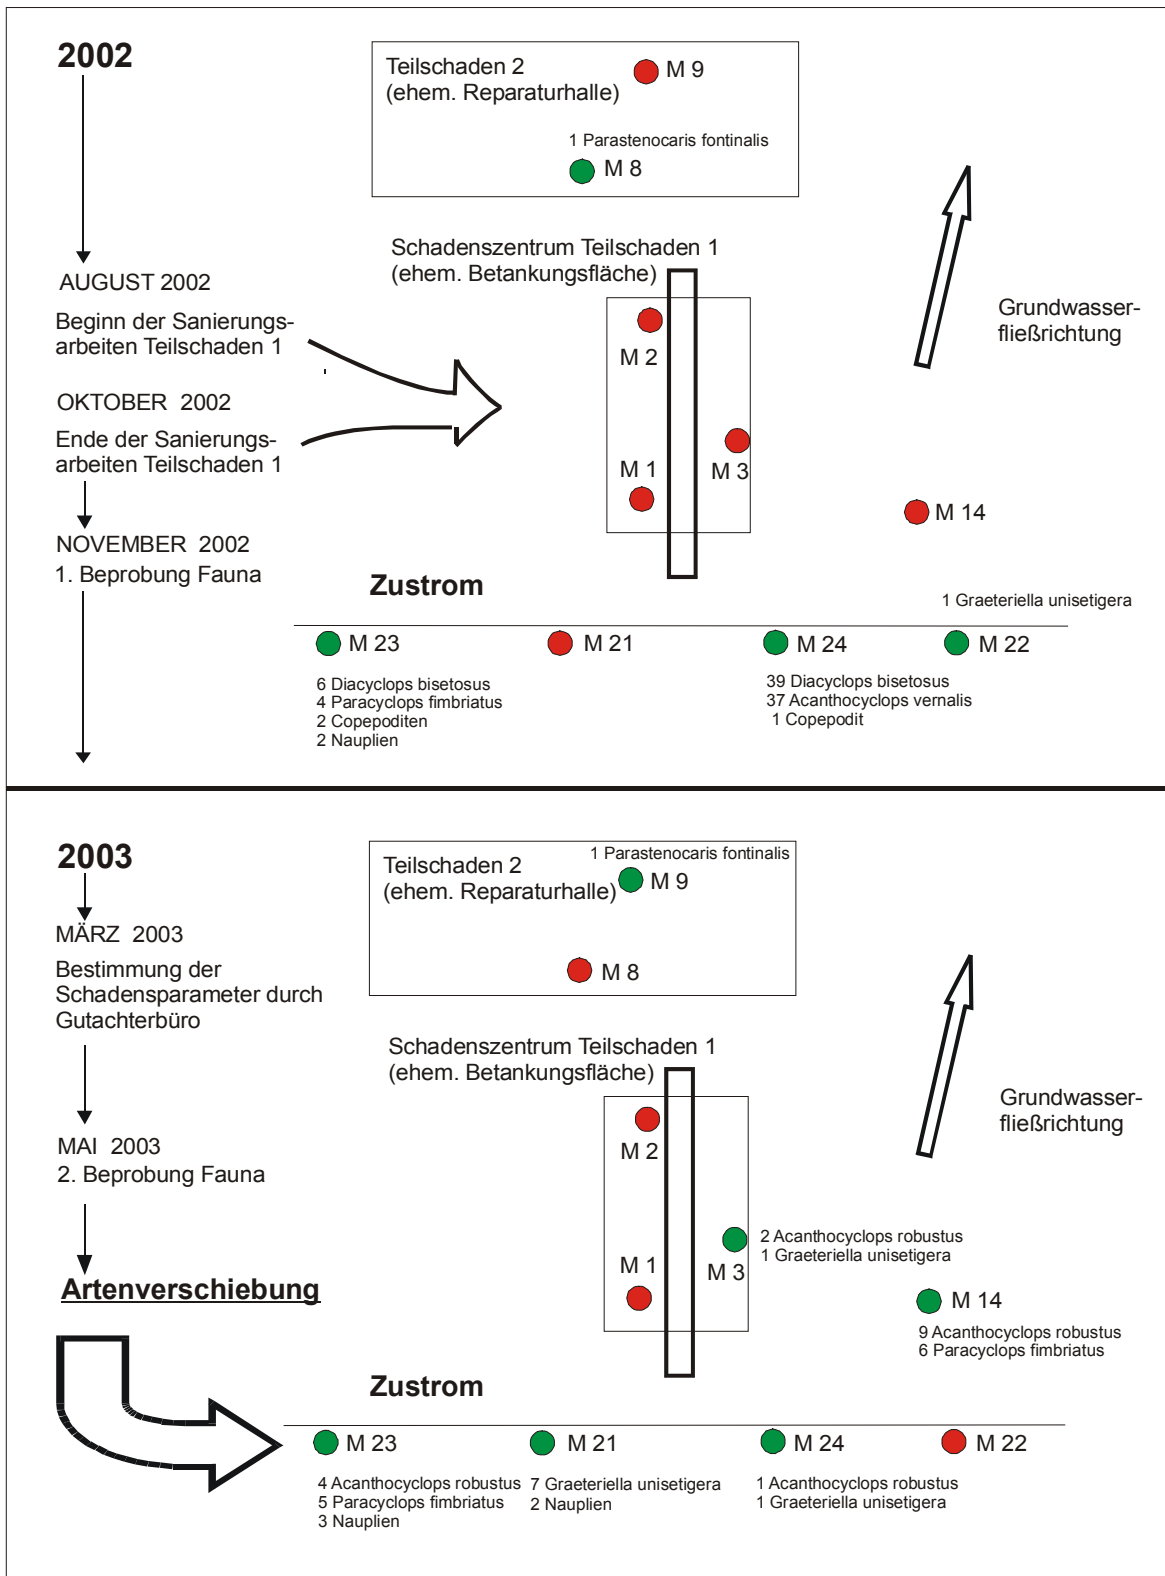 2002
Teilschaden 2
(ehem. Reparaturhalle)
M 9
1 Parastenocaris fontinalis
M 8
Schadenszentrum Teilschaden 1
(ehem. Betankungsfläche)
AUGUST 2002
Beginn der Sanierungs-
arbeiten Teilschaden 1
OKTOBER 2002
Ende der Sanierungs-
arbeiten Teilschaden 1
NOVEMBER 2002
1. Beprobung Fauna
M 2
M 3
M 1
M 14
Grundwasser-
fließrichtung
Zustrom
1 Graeteriella unisetigera
M 23
M 21
M 24
M 22
6 Diacyclops bisetosus
4 Paracyclops fimbriatus
2 Copepoditen
2 Nauplien
39 Diacyclops bisetosus
37 Acanthocyclops vernalis
1 Copepodit
2003
Teilschaden 2
(ehem. Reparaturhalle)
1 Parastenocaris fontinalis
M 9
M 8
MÄRZ 2003
Bestimmung der
Schadensparameter durch
Gutachterbüro
MAI 2003
2. Beprobung Fauna
Artenverschiebung
Schadenszentrum Teilschaden 1
(ehem. Betankungsfläche)
M 2
M 1
M 3
2 Acanthocyclops robustus
1 Graeteriella unisetigera
Grundwasser-
fließrichtung
M 14
9 Acanthocyclops robustus
6 Paracyclops fimbriatus
Zustrom
M 23
M 21
M 24
M 22
4 Acanthocyclops robustus
5 Paracyclops fimbriatus
3 Nauplien
7 Graeteriella unisetigera
2 Nauplien
1 Acanthocyclops robustus
1 Graeteriella unisetigera